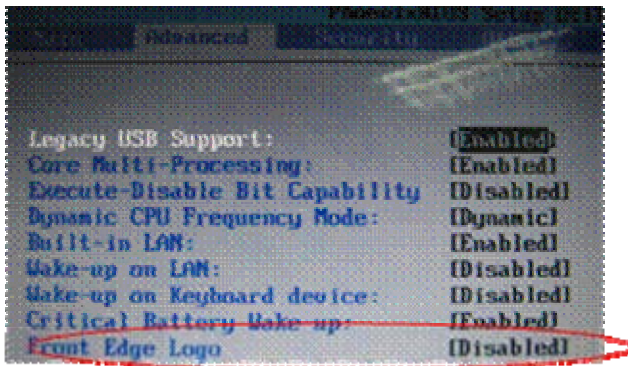 PhoenixBIOS Setup Util
Advanced Security
Legacy USB Support: [Enabled]
Core Multi-Processing: [Enabled]
Execute-Disable Bit Capability [Disabled]
Dynamic CPU Frequency Mode: [Dynamic]
Built-in LAN: [Enabled]
Wake-up on LAN: [Disabled]
Wake-up on Keyboard device: [Disabled]
Critical Battery Wake-up: [Enabled]
Front Edge Logo [Disabled]